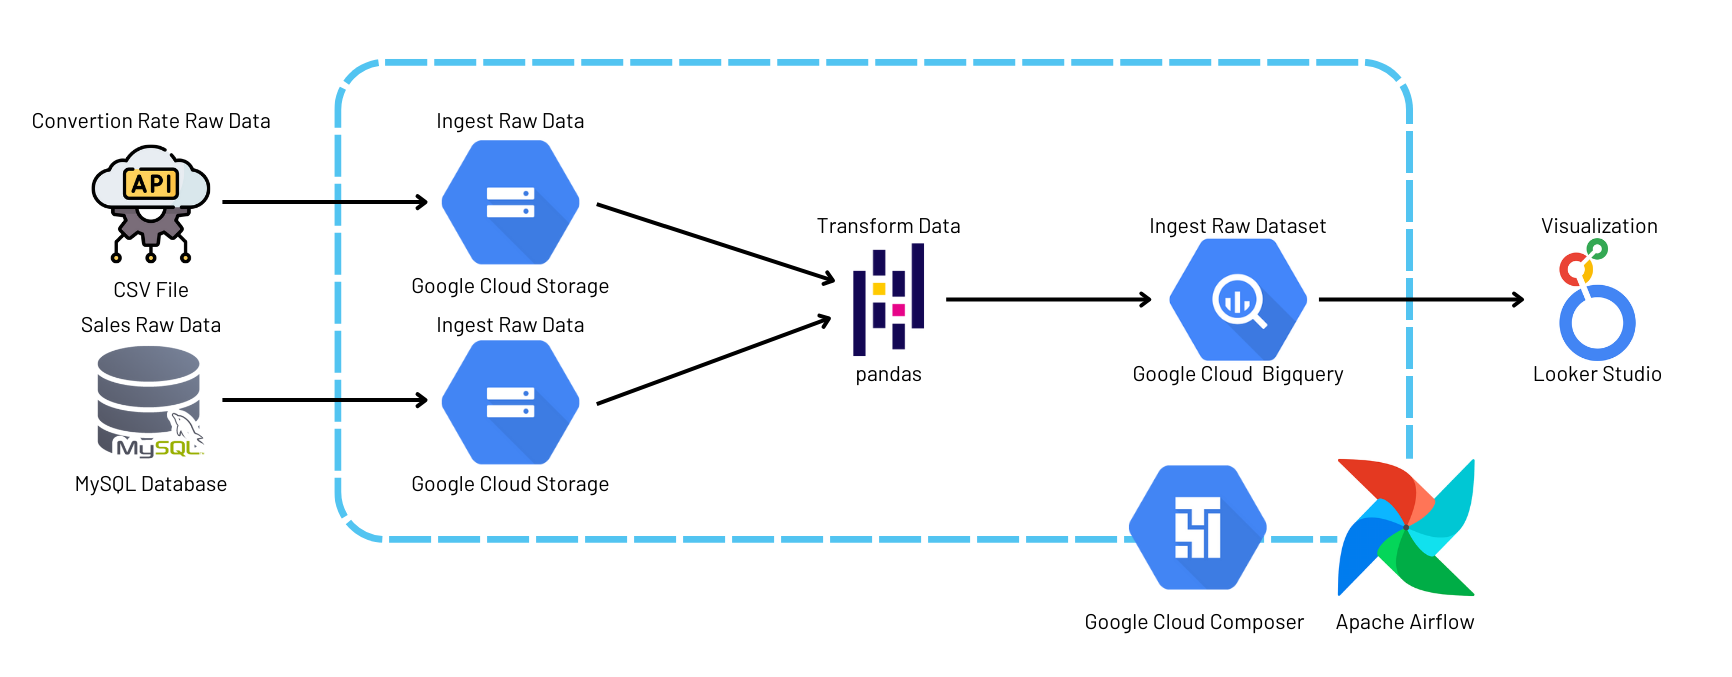 Convertion Rate Raw Data
API
CSV File
Sales Raw Data
MySQL
MySQL Database
Ingest Raw Data
Google Cloud Storage
Ingest Raw Data
Google Cloud Storage
Transform Data
pandas
Ingest Raw Dataset
Google Cloud Bigquery
Visualization
Looker Studio
Google Cloud Composer
Apache Airflow